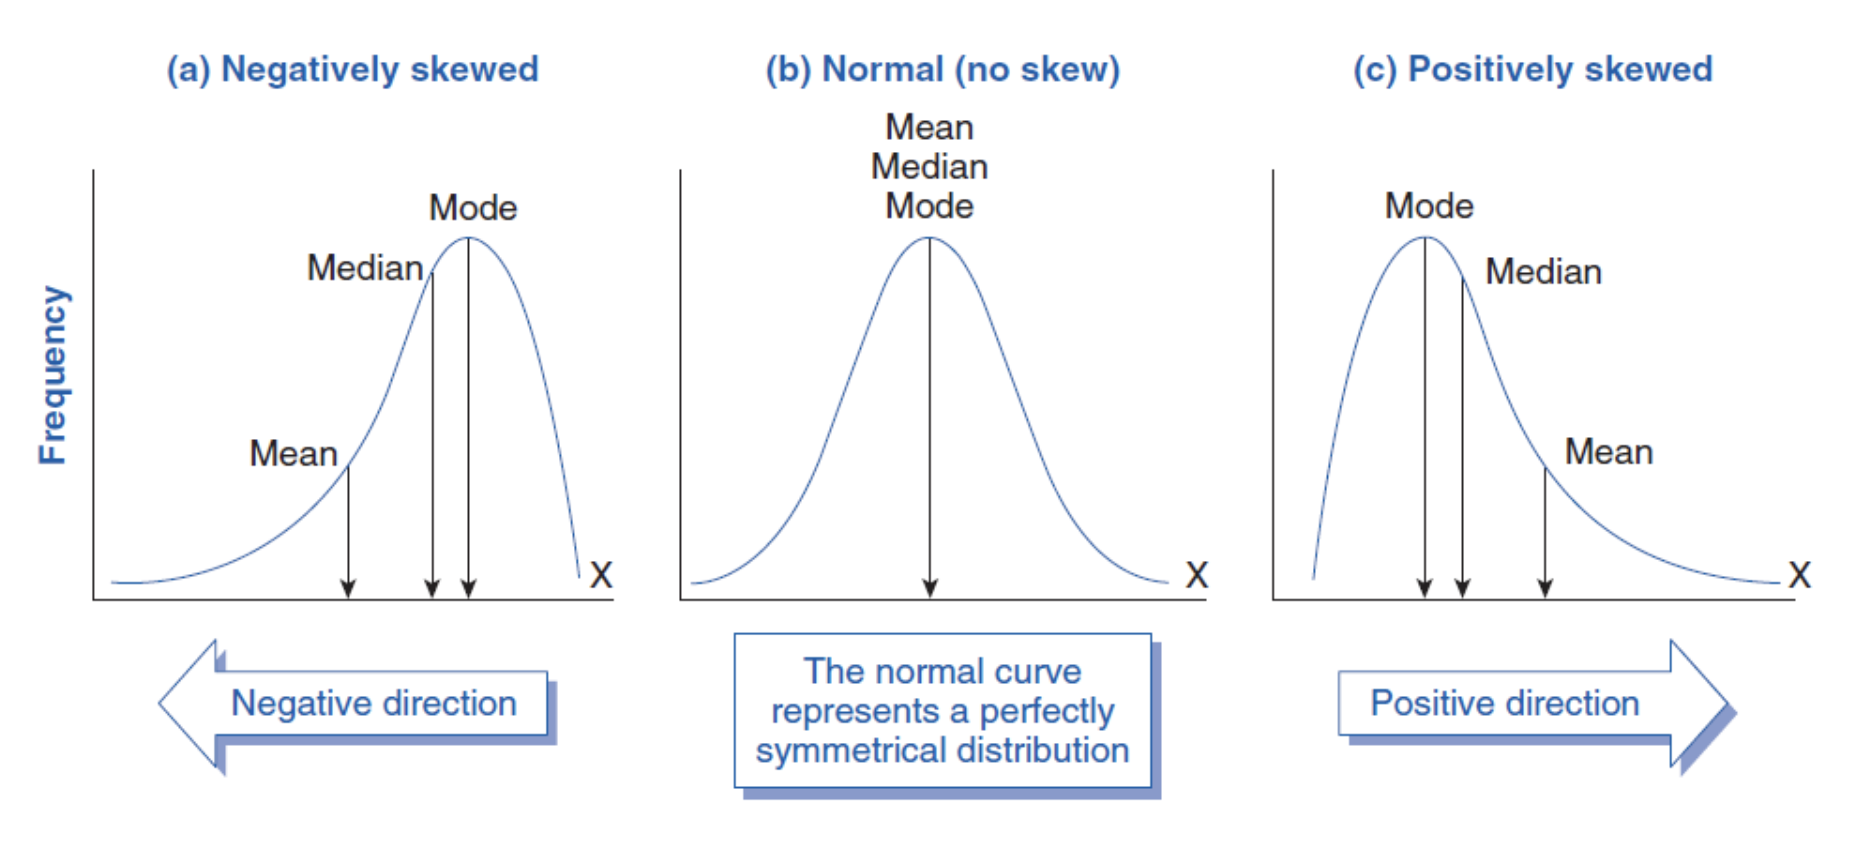 (a) Negatively skewed
Frequency
Mode
Median
Mean
X
Negative direction
(b) Normal (no skew)
Mean
Median
Mode
X
The normal curve
represents a perfectly
symmetrical distribution
(c) Positively skewed
Mode
Median
Mean
X
Positive direction